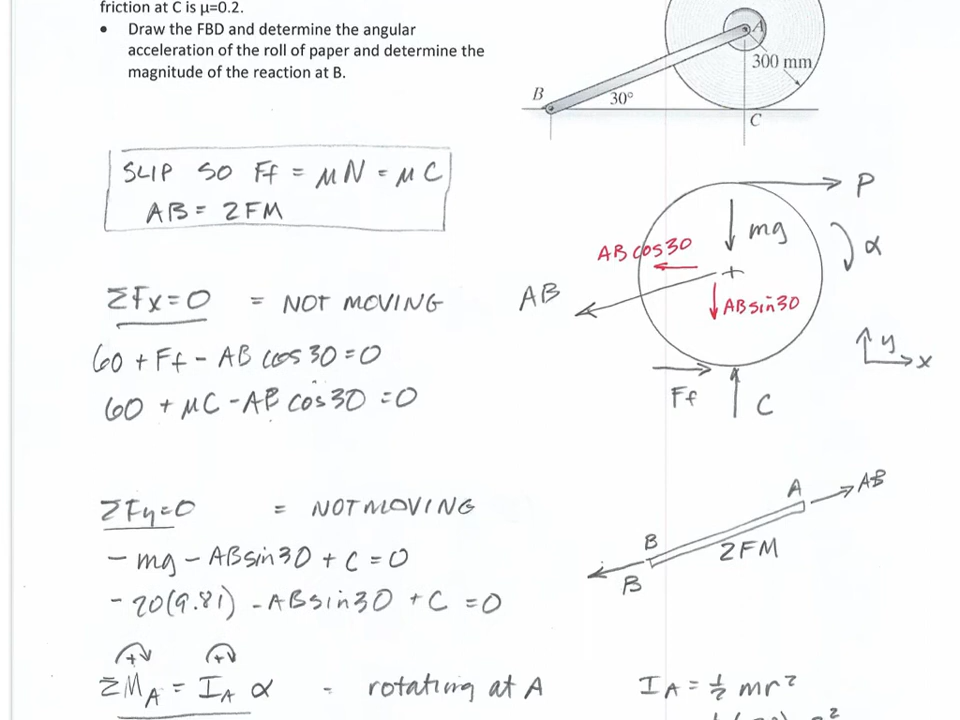 friction at C is μ=0.2.
• Draw the FBD and determine the angular
acceleration of the roll of paper and determine the
magnitude of the reaction at B.
A
300 mm
B
30°
C
SLIP SO Ff = μN = μC
AB = 2FM
P
mg
α
AB cos30
AB
AB sin30
y
x
Ff
C
ΣFx=0 = NOT MOVING
60 + Ff - AB cos 30 = 0
60 + μC - AB cos 30 = 0
ΣFy=0 = NOT MOVING
- mg - AB sin 30 + C = 0
- 20(9.81) - AB sin 30 + C = 0
A
AB
B
2FM
B
+ +
ΣMA = IA α - rotating at A
IA = ½ mr²